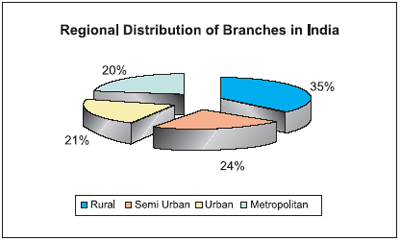 Regional Distribution of Branches in India
20%
35%
21%
24%
Rural Semi Urban Urban Metropolitan